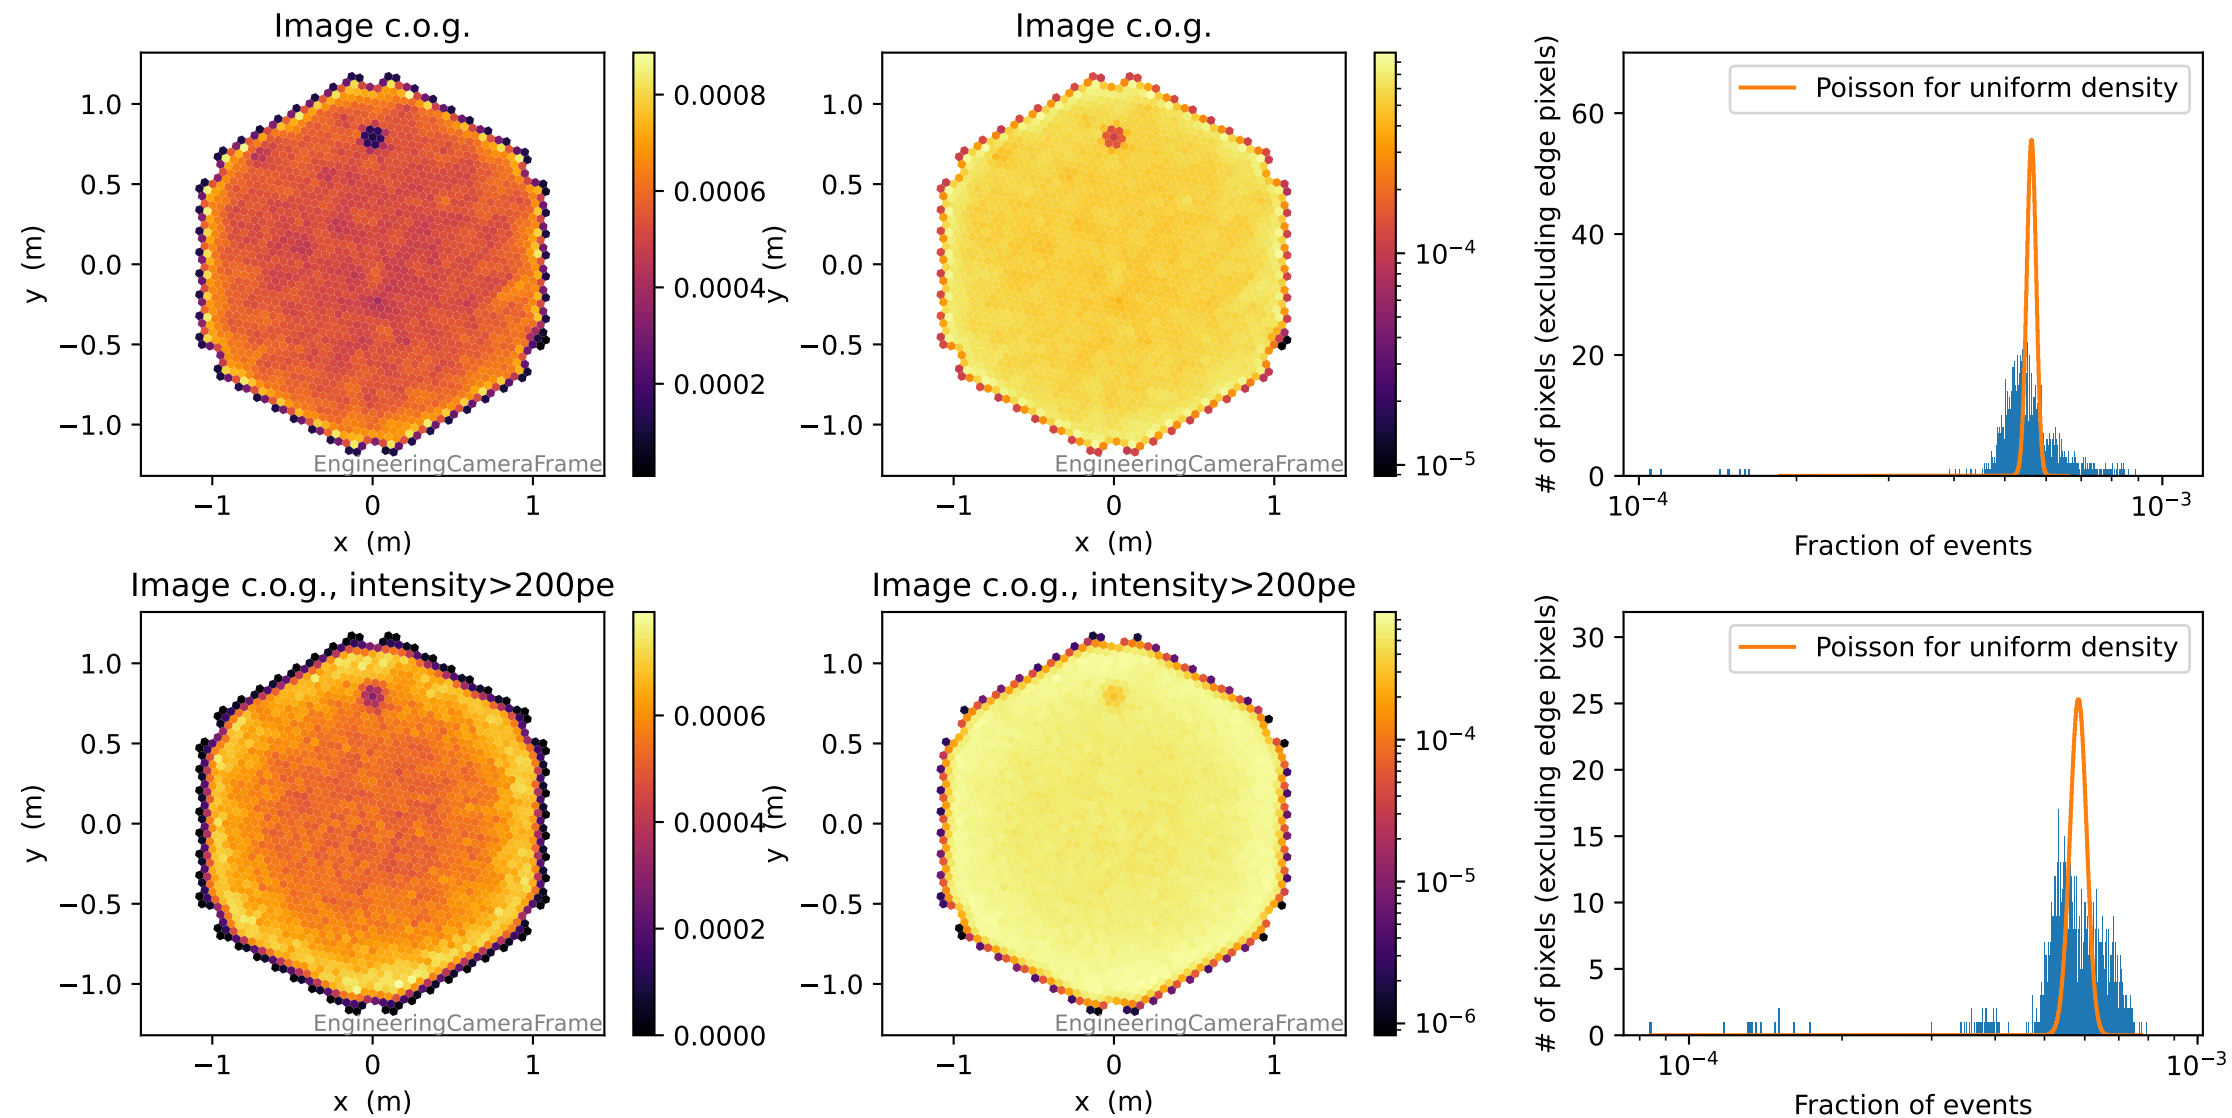 Image c.o.g.
1.0
0.5
0.0
−0.5
−1.0
y (m)
−1
0
1
x (m)
EngineeringCameraFrame
0.0008
0.0006
0.0004
0.0002
Image c.o.g.
1.0
0.5
0.0
−0.5
−1.0
y (m)
−1
0
1
x (m)
EngineeringCameraFrame
10⁻⁴
10⁻⁵
# of pixels (excluding edge pixels)
60
40
20
0
Poisson for uniform density
10⁻⁴
10⁻³
Fraction of events
Image c.o.g., intensity>200pe
1.0
0.5
0.0
−0.5
−1.0
y (m)
−1
0
1
x (m)
EngineeringCameraFrame
0.0006
0.0004
0.0002
0.0000
Image c.o.g., intensity>200pe
1.0
0.5
0.0
−0.5
−1.0
y (m)
−1
0
1
x (m)
EngineeringCameraFrame
10⁻⁴
10⁻⁵
10⁻⁶
# of pixels (excluding edge pixels)
30
25
20
15
10
5
0
Poisson for uniform density
10⁻⁴
10⁻³
Fraction of events